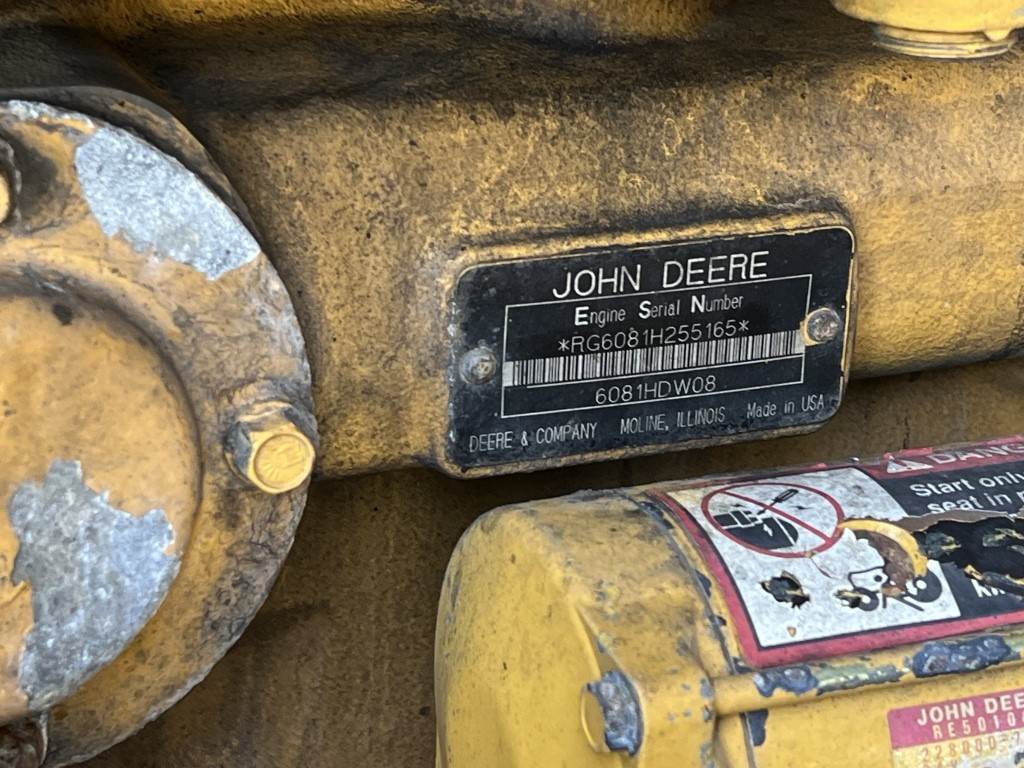 JOHN DEERE
Engine Serial Number
*RG6081H255165*
6081HDW08
DEERE & COMPANY MOLINE, ILLINOIS Made in USA
Start only
seat in
JOHN DEE